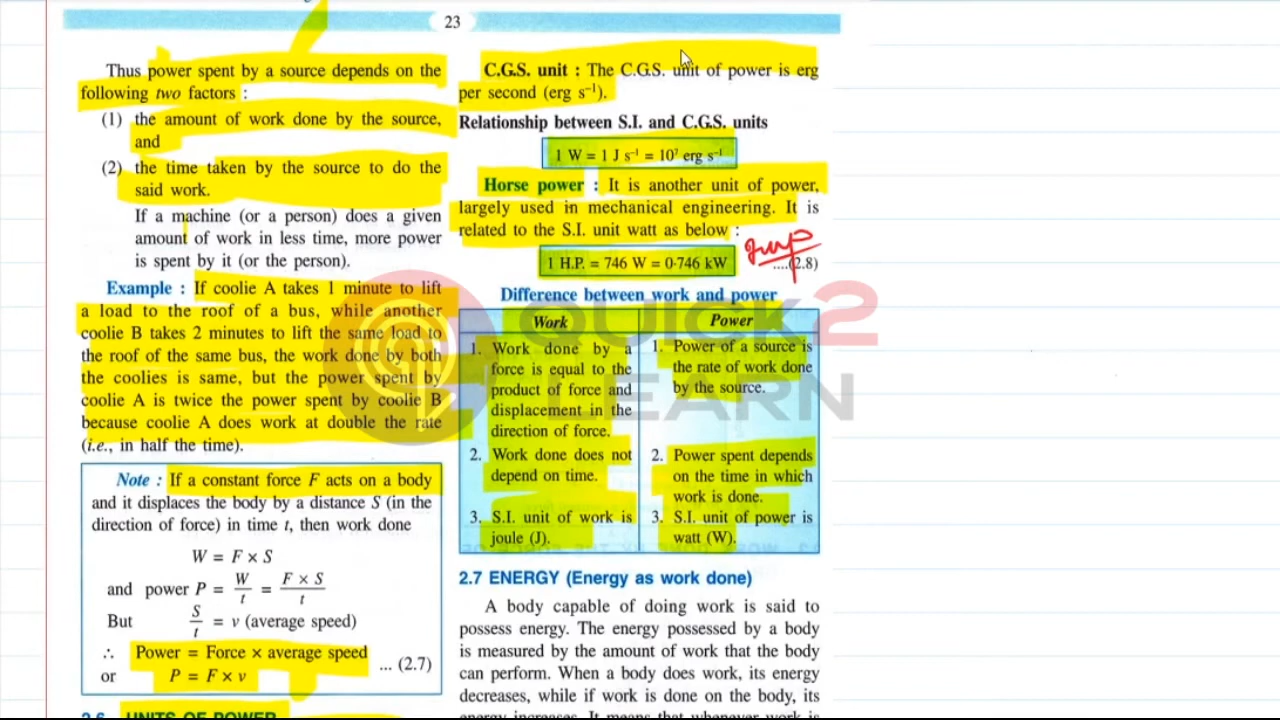 23
Thus power spent by a source depends on the
following two factors :
(1) the amount of work done by the source,
and
(2) the time taken by the source to do the
said work.
If a machine (or a person) does a given
amount of work in less time, more power
is spent by it (or the person).
Example : If coolie A takes 1 minute to lift
a load to the roof of a bus, while another
coolie B takes 2 minutes to lift the same load to
the roof of the same bus, the work done by both
the coolies is same, but the power spent by
coolie A is twice the power spent by coolie B
because coolie A does work at double the rate
(i.e., in half the time).
Note : If a constant force F acts on a body
and it displaces the body by a distance S (in the
direction of force) in time t, then work done
W = F × S
and power P = W/t = F × S/t
But S/t = v (average speed)
∴ Power = Force × average speed ... (2.7)
or P = F × v
2.6 UNITS OF POWER
C.G.S. unit : The C.G.S. unit of power is erg
per second (erg s⁻¹).
Relationship between S.I. and C.G.S. units
1 W = 1 J s⁻¹ = 10⁷ erg s⁻¹
Horse power : It is another unit of power,
largely used in mechanical engineering. It is
related to the S.I. unit watt as below :
Imp
1 H.P. = 746 W = 0·746 kW ....(2.8)
Difference between work and power
Work Power
1. Work done by a
force is equal to the
product of force and
displacement in the
direction of force.
1. Power of a source is
the rate of work done
by the source.
2. Work done does not
depend on time.
2. Power spent depends
on the time in which
work is done.
3. S.I. unit of work is
joule (J).
3. S.I. unit of power is
watt (W).
2.7 ENERGY (Energy as work done)
A body capable of doing work is said to
possess energy. The energy possessed by a body
is measured by the amount of work that the body
can perform. When a body does work, its energy
decreases, while if work is done on the body, its
energy increases. It means that whenever work is
QUICK2
LEARN